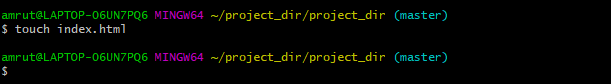 amrut@LAPTOP-O6UN7PQ6 MINGW64 ~/project_dir/project_dir (master)
$ touch index.html
amrut@LAPTOP-O6UN7PQ6 MINGW64 ~/project_dir/project_dir (master)
$